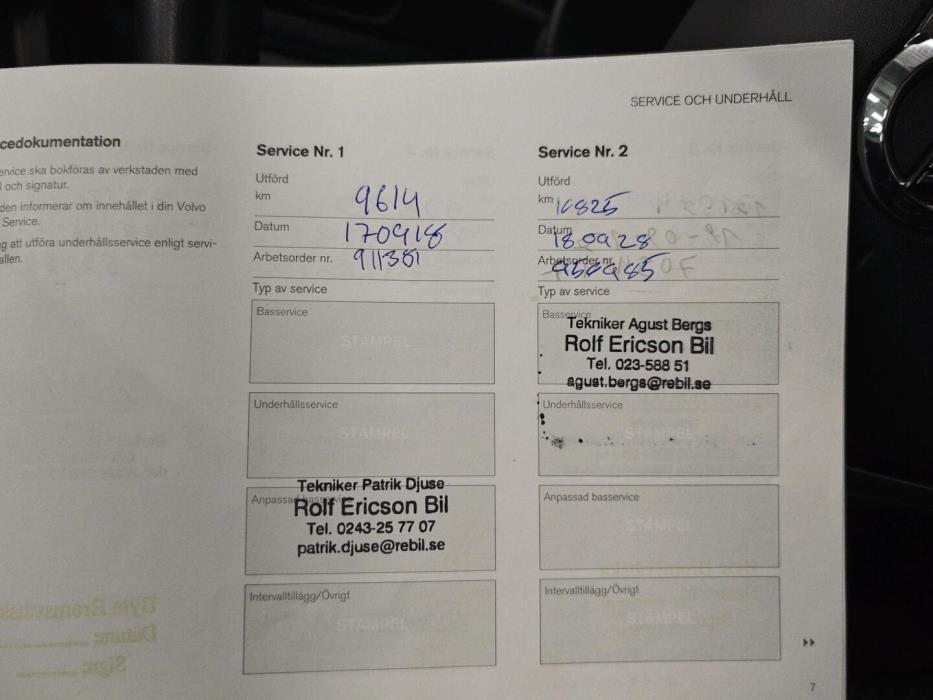 SERVICE OCH UNDERHÅLL
cedokumentation
ervice ska bokföras av verkstaden med
l och signatur.
den informerar om innehållet i din Volvo
Service.
g att utföra underhållsservice enligt servi-
allen.
Service Nr. 1
Utförd
km 9614
Datum 170918
Arbetsorder nr. 911381
Typ av service
Basservice
STÄMPEL
Underhållsservice
STÄMPEL
Anpassad basservice
Tekniker Patrik Djuse
Rolf Ericson Bil
Tel. 0243-25 77 07
patrik.djuse@rebil.se
Intervalltillägg/Övrigt
STÄMPEL
Service Nr. 2
Utförd
km 16825
Datum 180928
Arbetsorder nr.
Typ av service
Basservice
Tekniker Agust Bergs
Rolf Ericson Bil
Tel. 023-588 51
agust.bergs@rebil.se
Underhållsservice
STÄMPEL
Anpassad basservice
STÄMPEL
Intervalltillägg/Övrigt
STÄMPEL
7